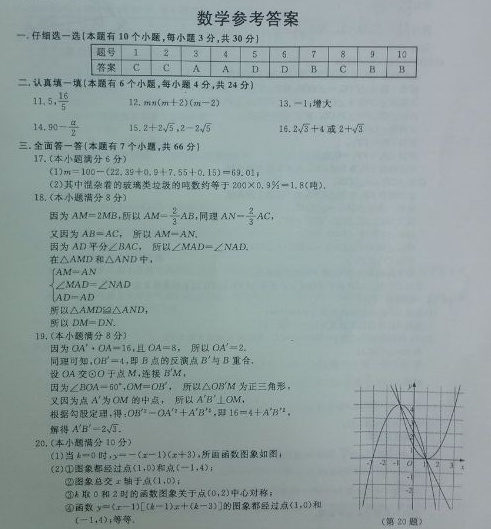 数学参考答案
一.仔细选一选(本题有10个小题,每小题3分,共30分)
题号 1 2 3 4 5 6 7 8 9 10
答案 C C A A D D B C B B
二.认真填一填(本题有6个小题,每小题4分,共24分)
11.5,16/5 12.mn(m+2)(m-2) 13.-1;增大
14.90-α/2 15.2+2√5,2-2√5 16.2√3+4或2+√3
三.全面答一答(本题有7个小题,共66分)
17.(本小题满分6分)
(1)m=100-(22.39+0.9+7.55+0.15)=69.01;
(2)其中混杂着的玻璃类垃圾的吨数约等于200×0.9%=1.8(吨).
18.(本小题满分8分)
因为AM=2MB,所以AM=2/3AB,同理AN=2/3AC,
又因为AB=AC, 所以AM=AN.
因为AD平分∠BAC, 所以∠MAD=∠NAD.
在△AMD和△AND中,
AM=AN
∠MAD=∠NAD
AD=AD
所以△AMD≌△AND,
所以DM=DN.
19.(本小题满分8分)
因为OA′·OA=16,且OA=8, 所以OA′=2.
同理可知,OB′=4,即B点的反演点B′与B重合.
设OA交⊙O于点M,连接B′M,
因为∠BOA=60°,OM=OB′, 所以△OB′M为正三角形,
又因为点A′为OM的中点, 所以A′B′⊥OM,
根据勾股定理,得:OB′²=OA′²+A′B′²,即16=4+A′B′²,
解得A′B′=2√3.
20.(本小题满分10分)
(1)当k=0时,y=-(x-1)(x+3),所画函数图象如图;
(2)①图象都经过点(1,0)和点(-1,4);
②图象总交x轴于点(1,0);
③k取0和2时的函数图象关于点(0,2)中心对称;
④函数y=(x-1)[(k-1)x+(k-3)]的图象都经过点(1,0)和
(-1,4);等等.
(第20题)